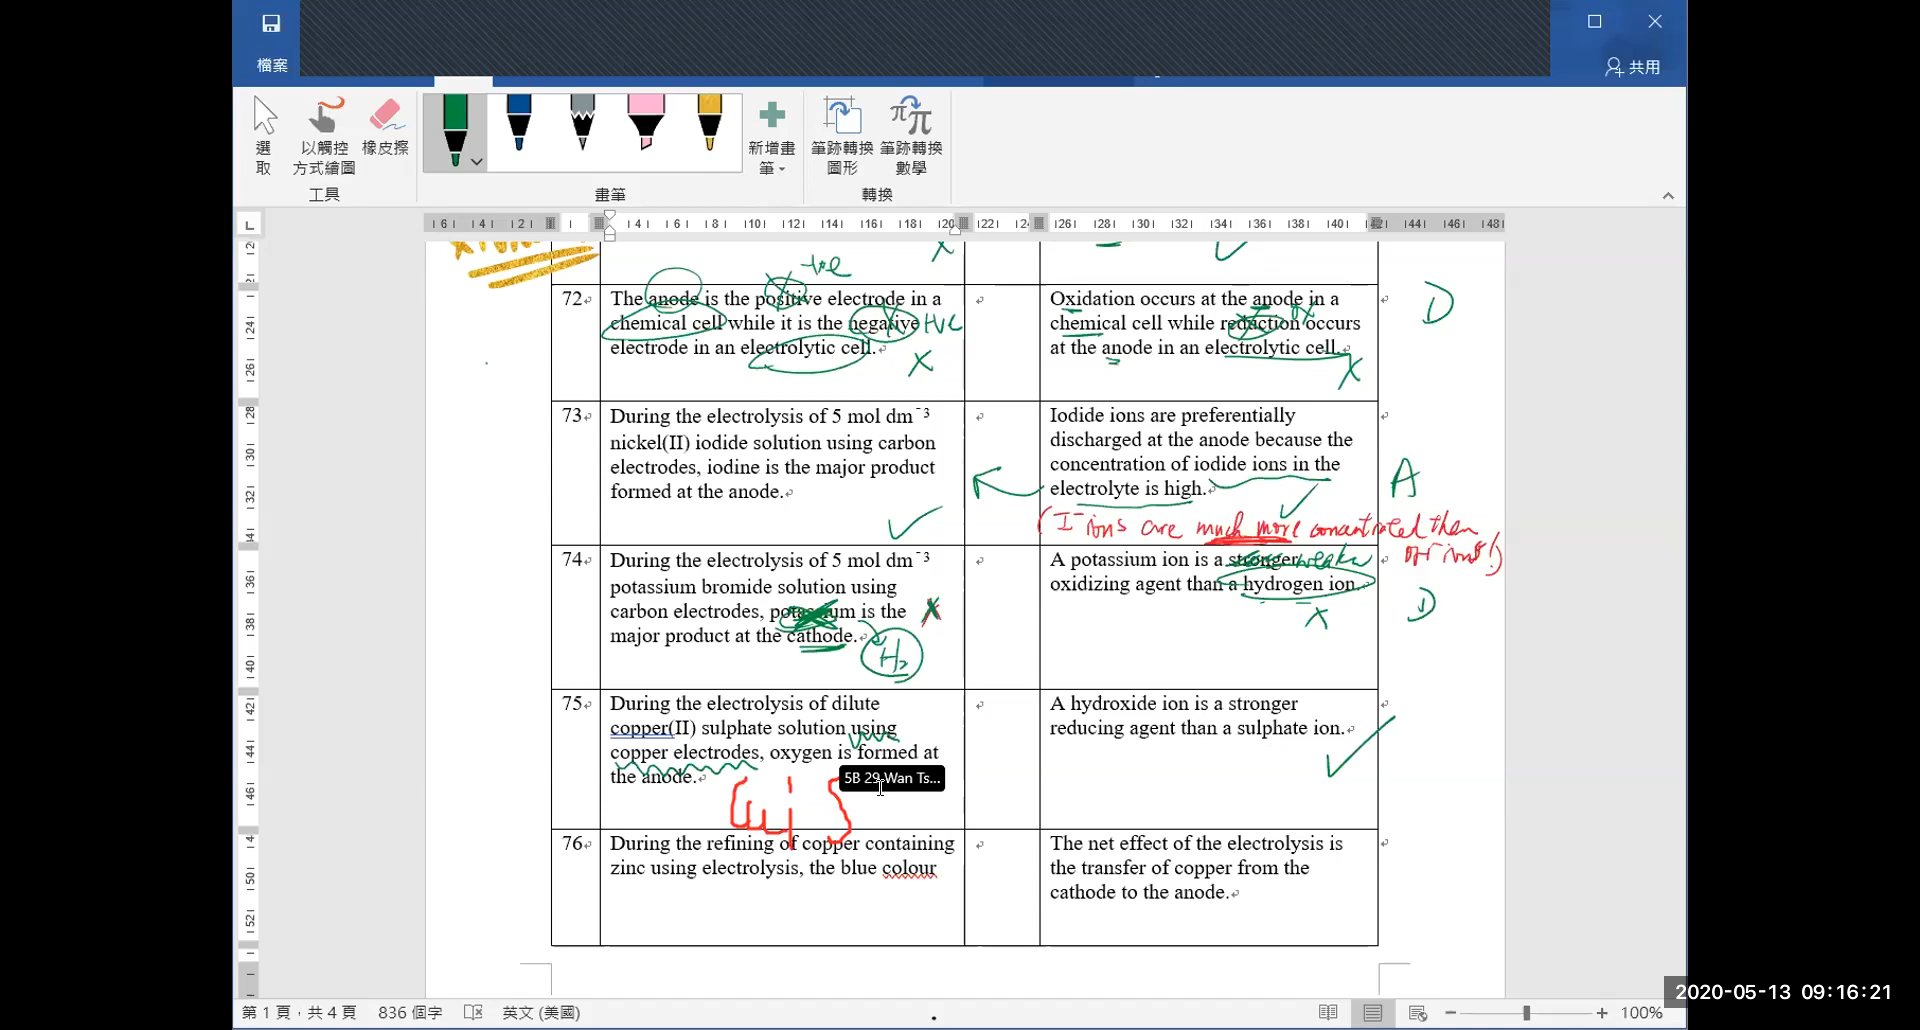 檔案
共用
選取
以觸控方式繪圖
橡皮擦
新增畫筆
筆跡轉換圖形
筆跡轉換數學
工具
畫筆
轉換
+ve
72
The anode is the positive electrode in a
chemical cell while it is the negative +ve
electrode in an electrolytic cell.
X
Oxidation occurs at the anode in a
chemical cell while reduction occurs
at the anode in an electrolytic cell.
ox
X
D
73
During the electrolysis of 5 mol dm⁻³
nickel(II) iodide solution using carbon
electrodes, iodine is the major product
formed at the anode.
Iodide ions are preferentially
discharged at the anode because the
concentration of iodide ions in the
electrolyte is high.
A
(I⁻ ions are much more concentrated than
OH⁻ ions!)
74
During the electrolysis of 5 mol dm⁻³
potassium bromide solution using
carbon electrodes, potassium is the
major product at the cathode.
X
H₂
A potassium ion is a stronger weaker
oxidizing agent than a hydrogen ion.
X
D
75
During the electrolysis of dilute
copper(II) sulphate solution using
copper electrodes, oxygen is formed at
the anode.
5B 29 Wan Ts...
A hydroxide ion is a stronger
reducing agent than a sulphate ion.
76
During the refining of copper containing
zinc using electrolysis, the blue colour
The net effect of the electrolysis is
the transfer of copper from the
cathode to the anode.
2020-05-13 09:16:21
第 1 頁，共 4 頁 836 個字 英文 (美國) 100%